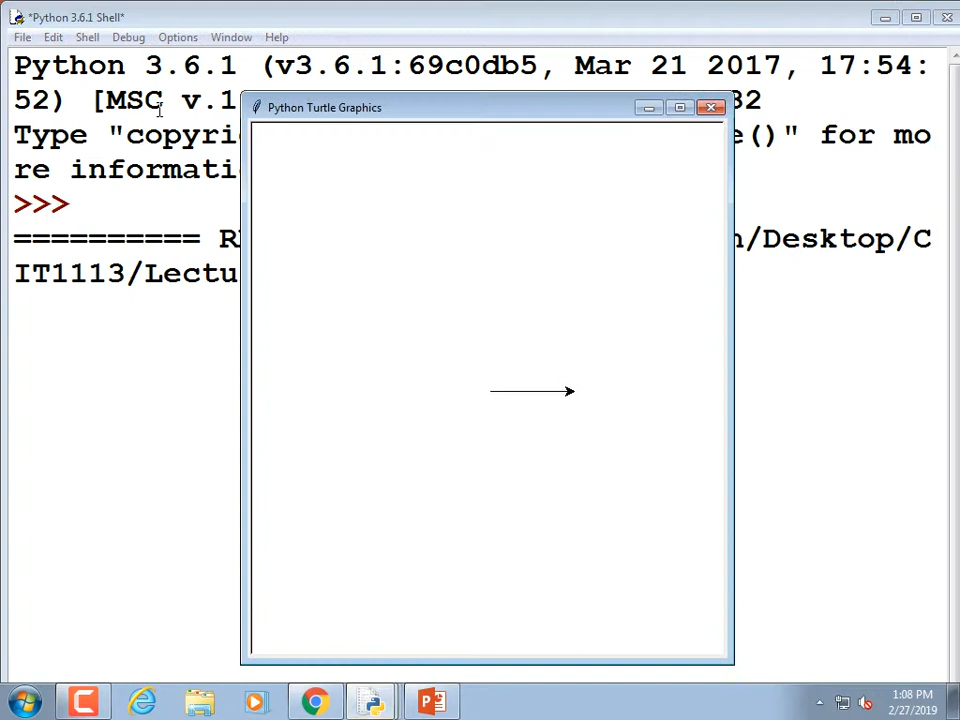 *Python 3.6.1 Shell*
File Edit Shell Debug Options Window Help
Python 3.6.1 (v3.6.1:69c0db5, Mar 21 2017, 17:54:
52) [MSC v.1
Type "copyri e()" for mo
re informati
>>>
========== R /Desktop/C
IT1113/Lectu
Python Turtle Graphics
1:08 PM
2/27/2019